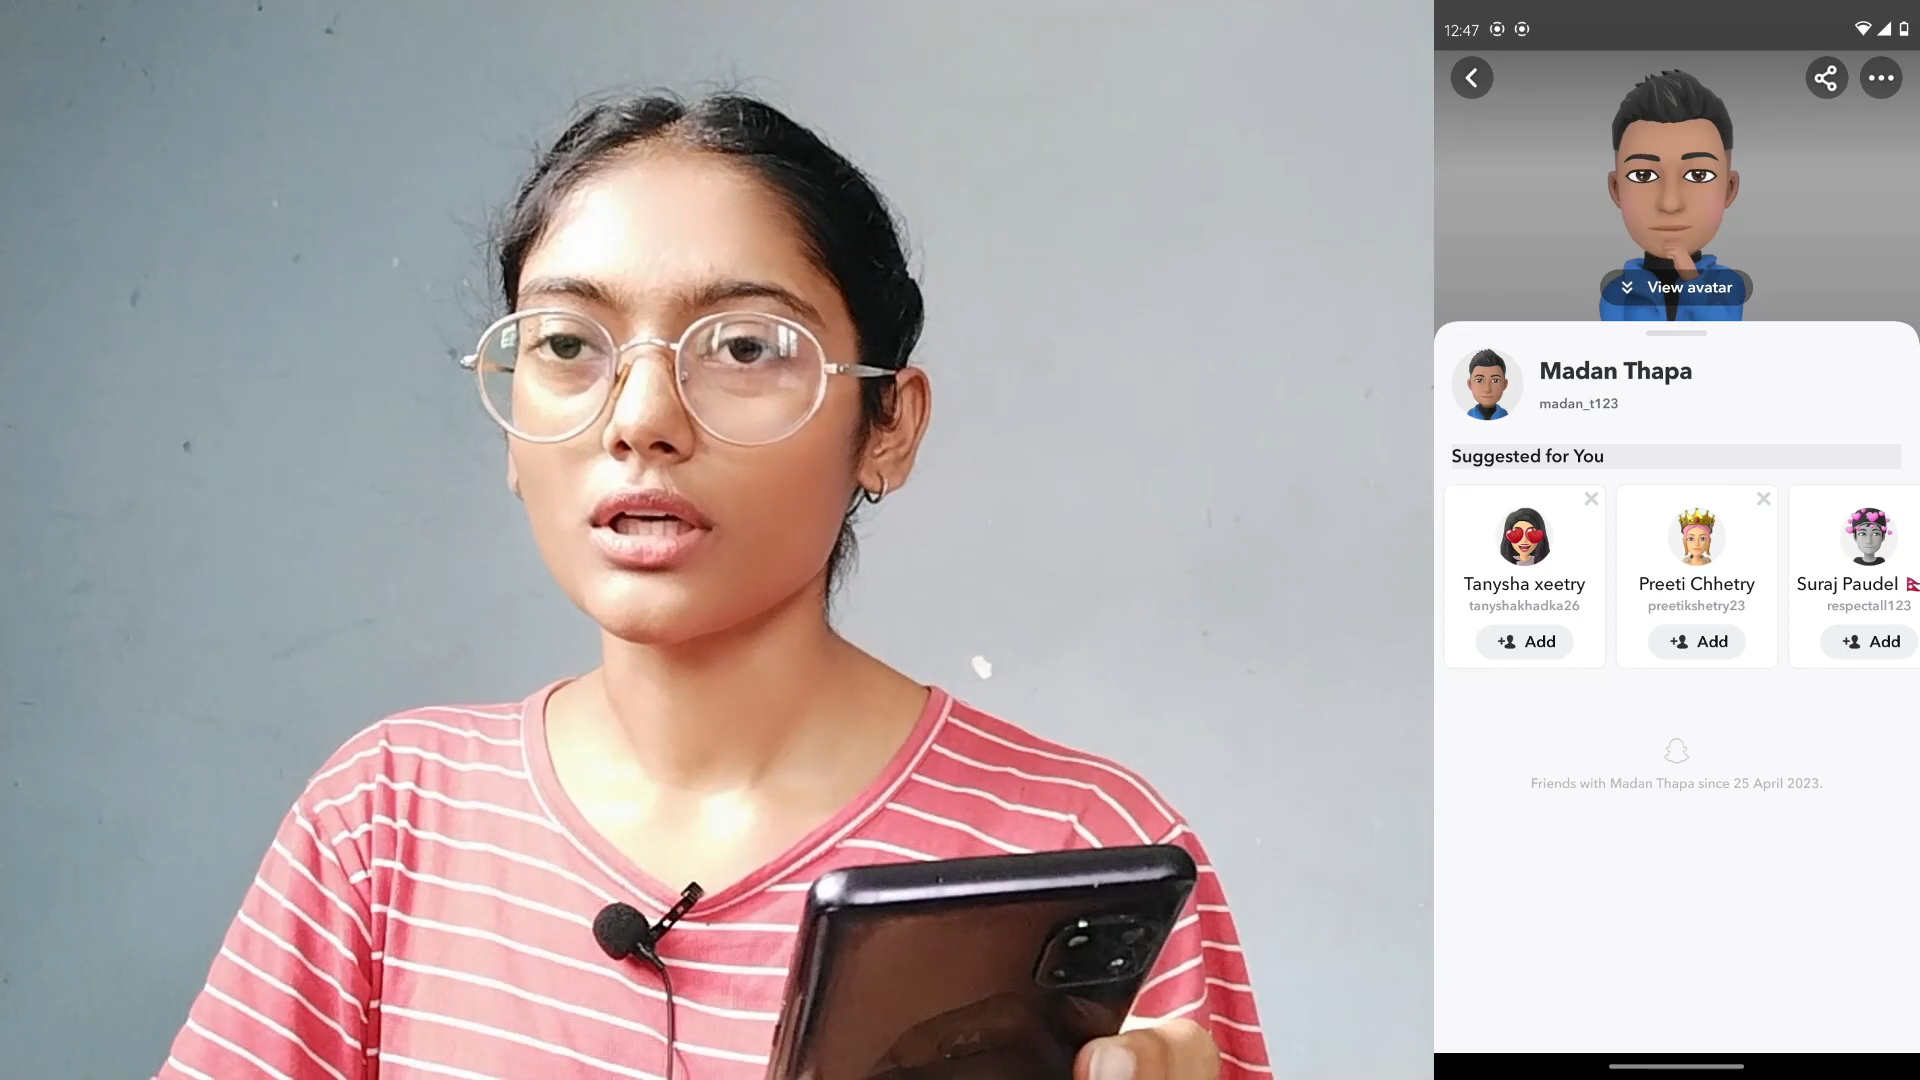 12:47
View avatar
Madan Thapa
madan_t123
Suggested for You
Tanysha xeetry
tanyshakhadka26
Add
Preeti Chhetry
preetikshetry23
Add
Suraj Paudel
respectall123
Add
Friends with Madan Thapa since 25 April 2023.